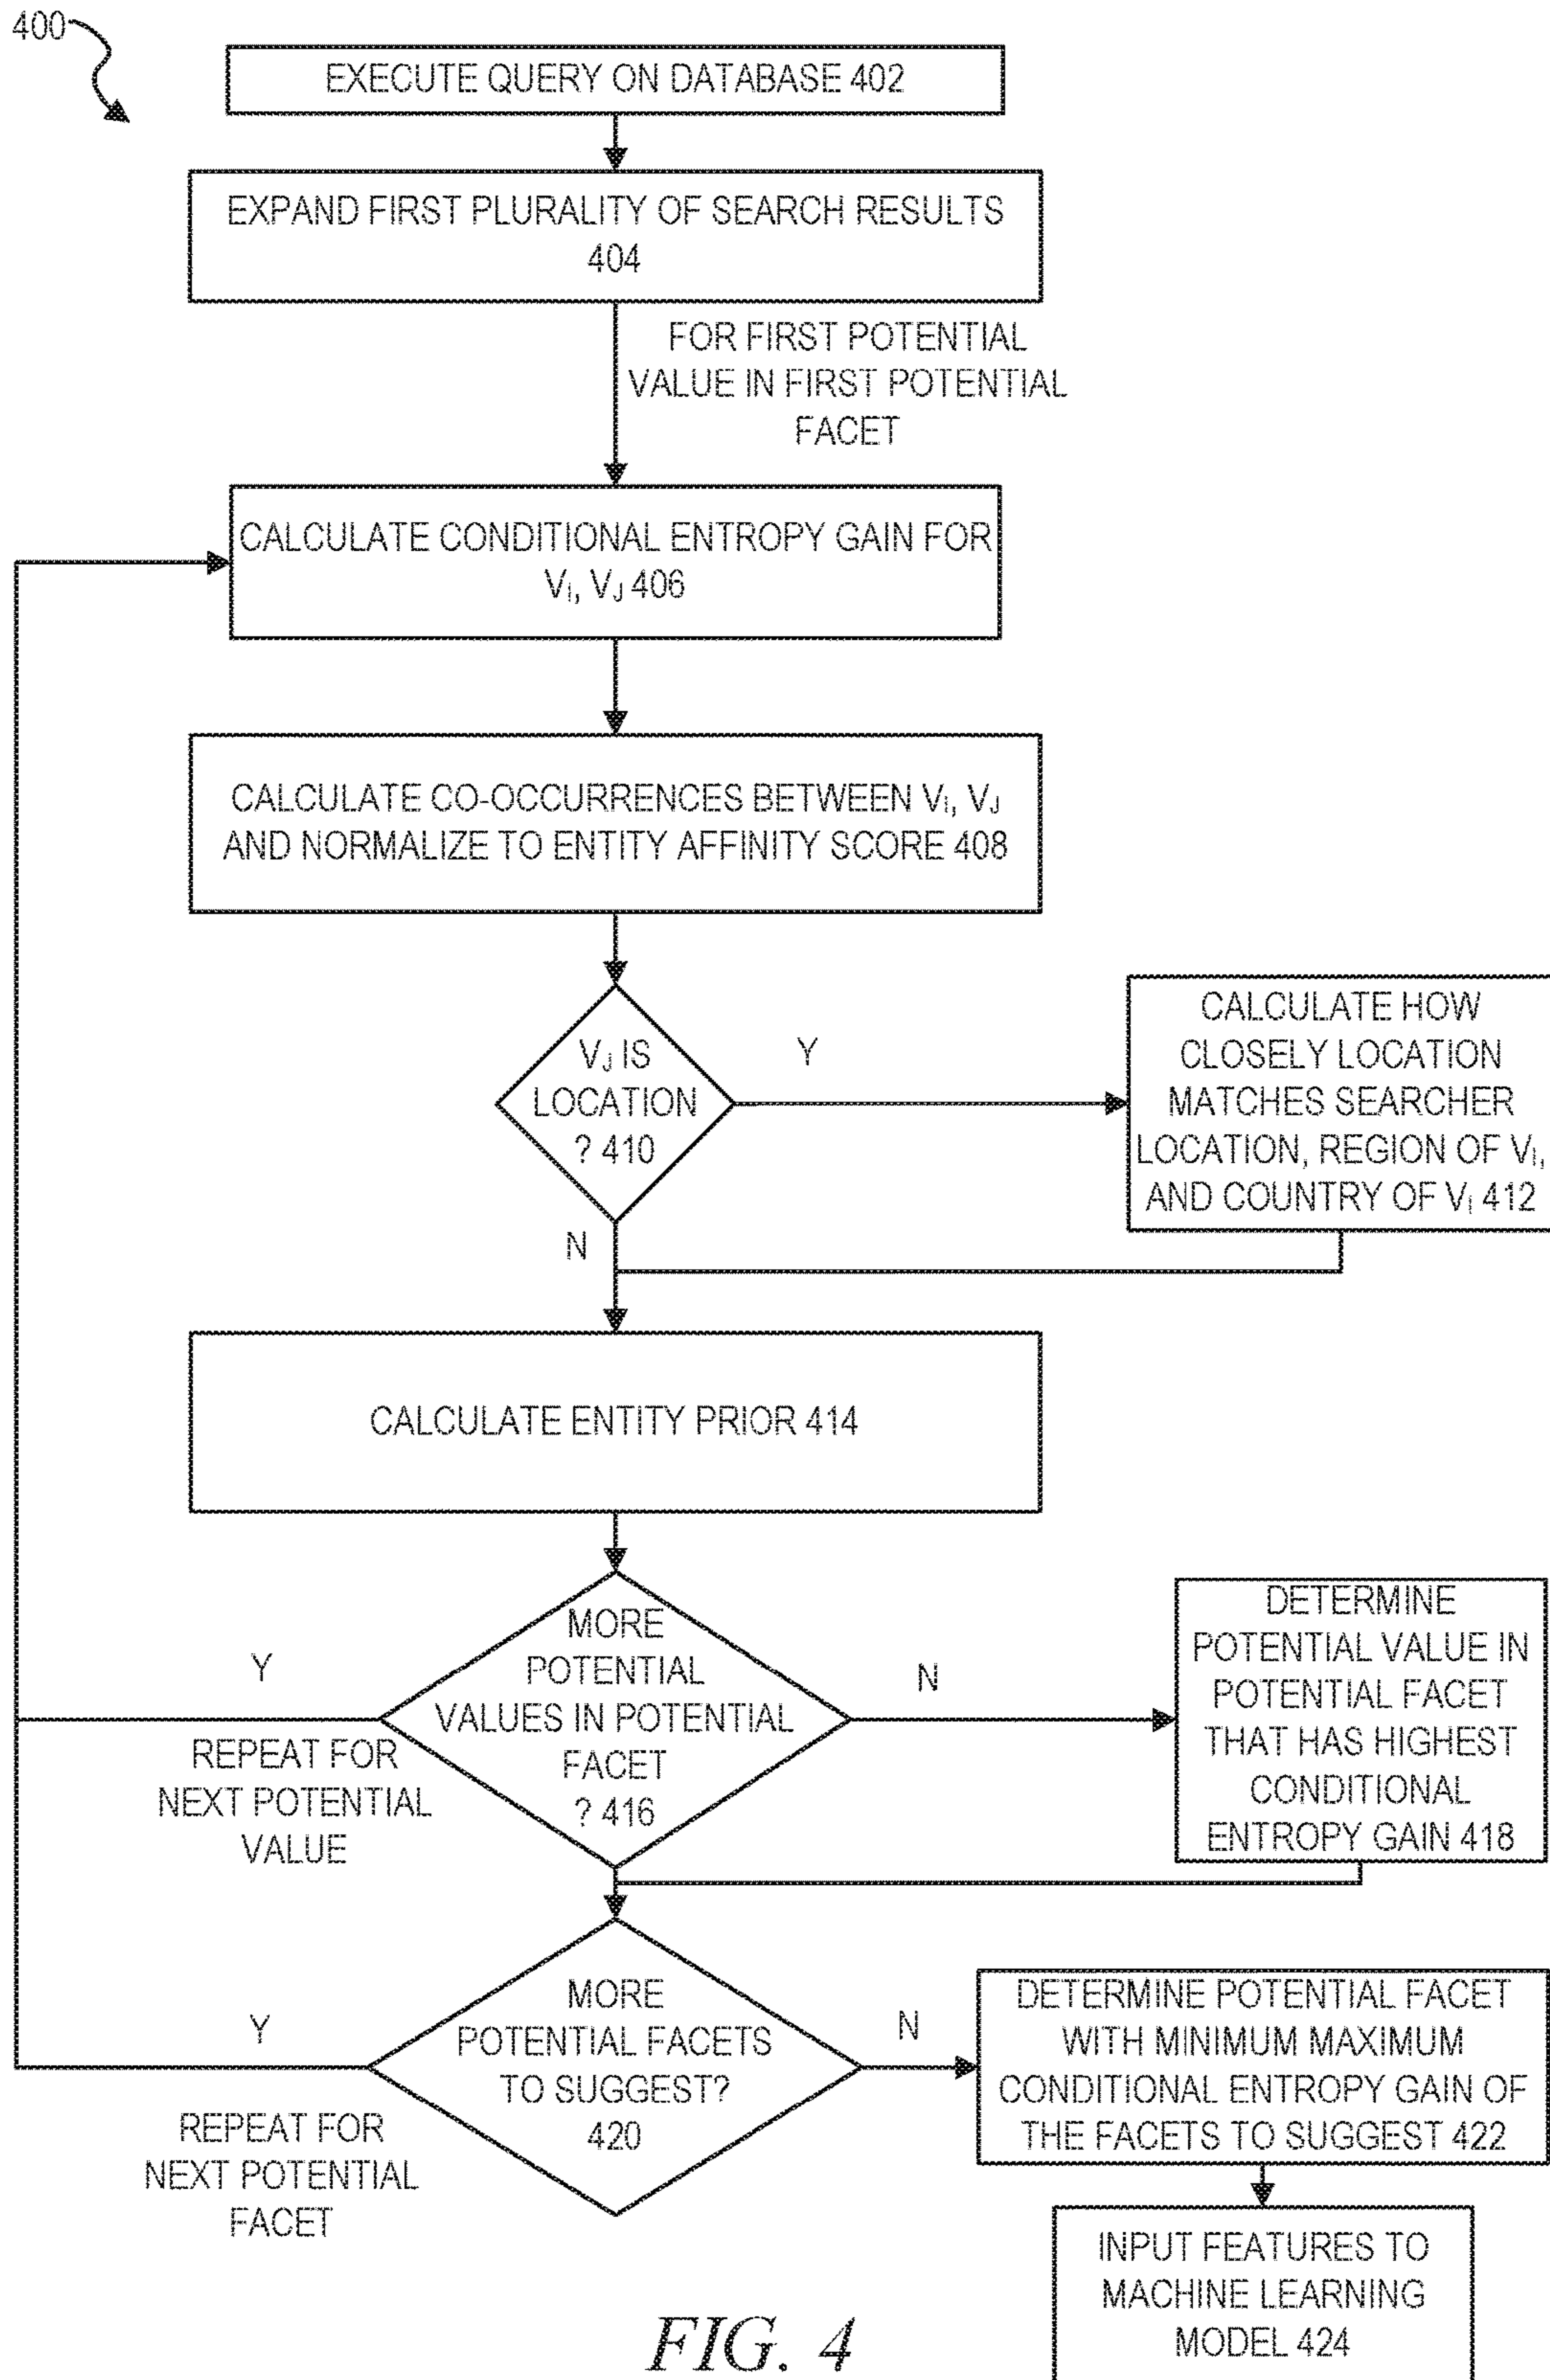 400
EXECUTE QUERY ON DATABASE 402
EXPAND FIRST PLURALITY OF SEARCH RESULTS
404
FOR FIRST POTENTIAL
VALUE IN FIRST POTENTIAL
FACET
CALCULATE CONDITIONAL ENTROPY GAIN FOR
Vi, VJ 406
CALCULATE CO-OCCURRENCES BETWEEN Vi, VJ
AND NORMALIZE TO ENTITY AFFINITY SCORE 408
VJ IS
LOCATION
? 410
Y
CALCULATE HOW
CLOSELY LOCATION
MATCHES SEARCHER
LOCATION, REGION OF Vi,
AND COUNTRY OF Vi 412
N
CALCULATE ENTITY PRIOR 414
MORE
POTENTIAL
VALUES IN POTENTIAL
FACET
? 416
Y
REPEAT FOR
NEXT POTENTIAL
VALUE
N
DETERMINE
POTENTIAL VALUE IN
POTENTIAL FACET
THAT HAS HIGHEST
CONDITIONAL
ENTROPY GAIN 418
MORE
POTENTIAL FACETS
TO SUGGEST?
420
Y
REPEAT FOR
NEXT POTENTIAL
FACET
N
DETERMINE POTENTIAL FACET
WITH MINIMUM MAXIMUM
CONDITIONAL ENTROPY GAIN OF
THE FACETS TO SUGGEST 422
INPUT FEATURES TO
MACHINE LEARNING
MODEL 424
FIG. 4